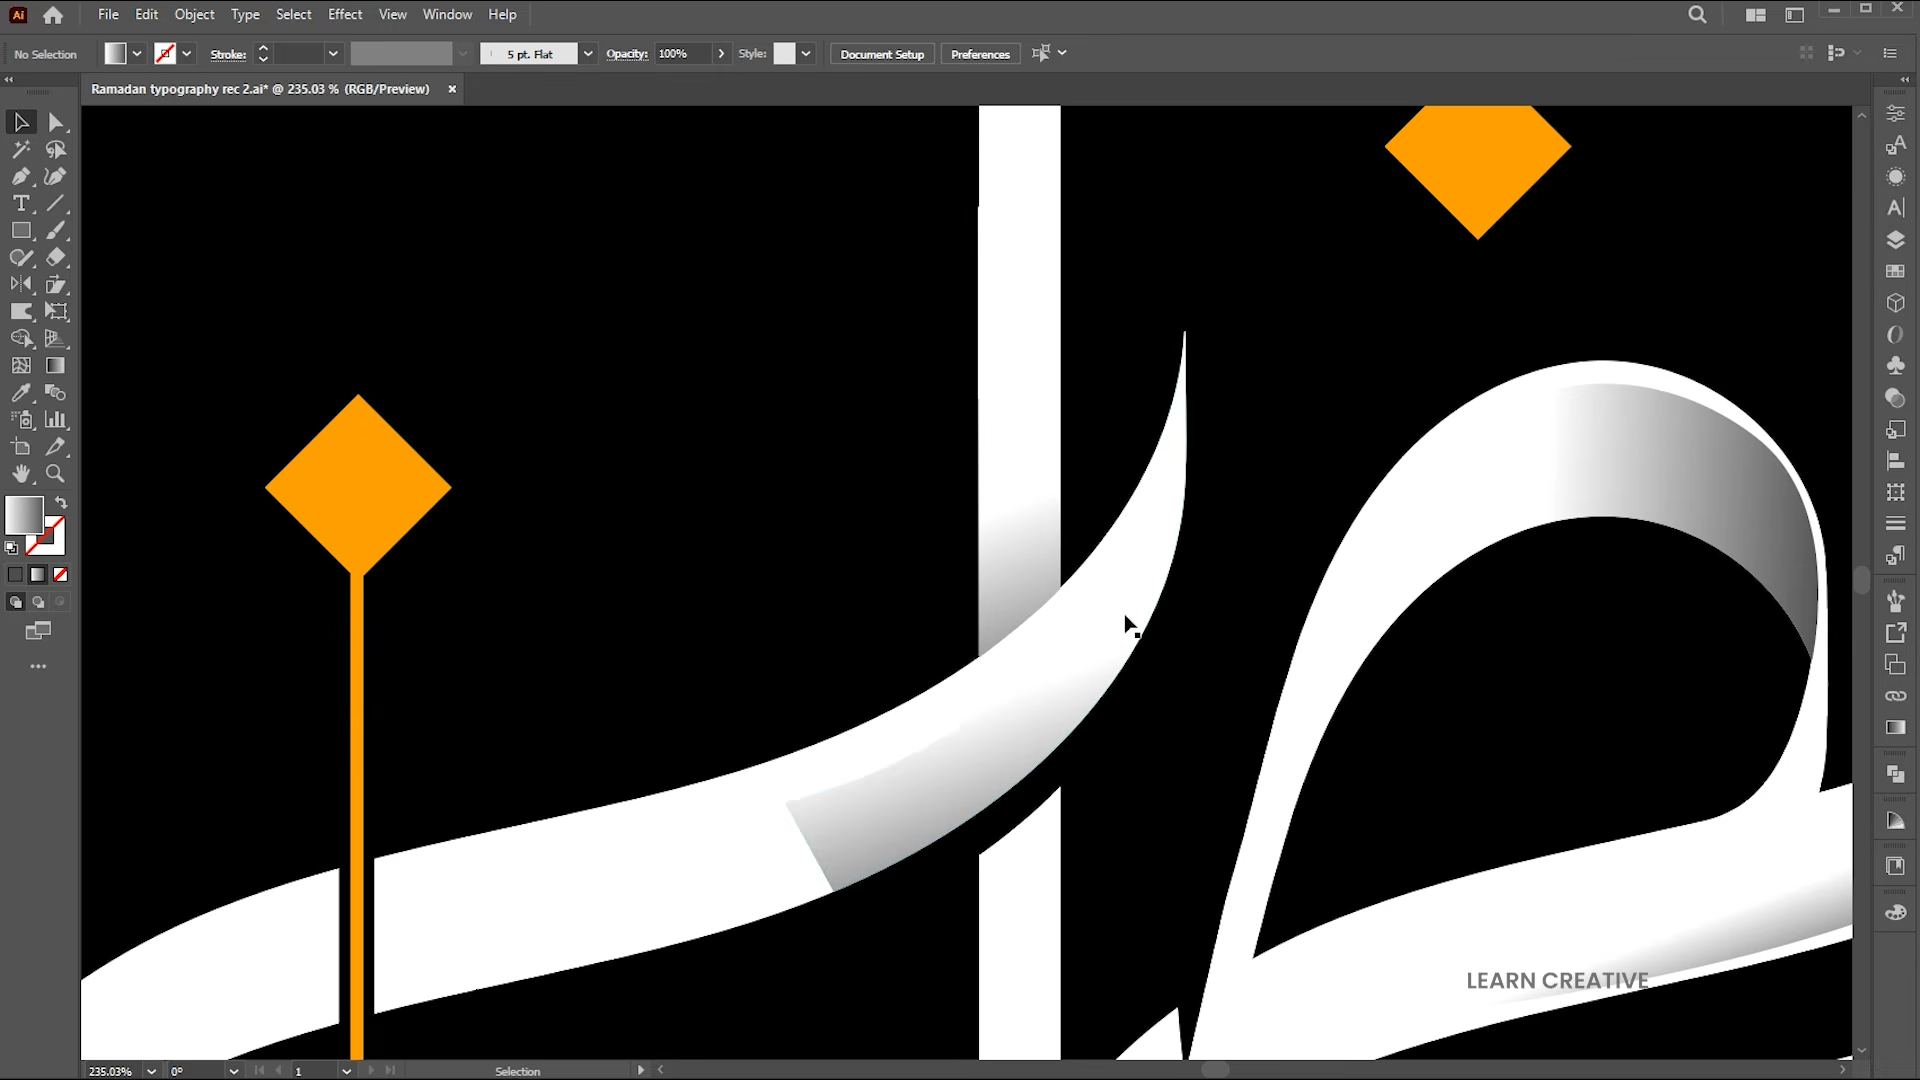 Ai File Edit Object Type Select Effect View Window Help
No Selection Stroke: 5 pt. Flat Opacity: 100% Style: Document Setup Preferences
Ramadan typography rec 2.ai* @ 235.03 % (RGB/Preview) ×
LEARN CREATIVE
235.03% 0° 1 Selection